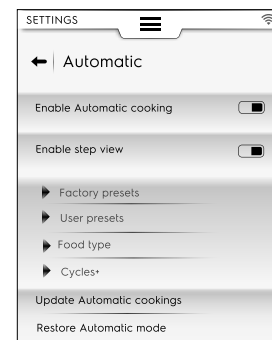 SETTINGS
Automatic
Enable Automatic cooking
Enable step view
Factory presets
User presets
Food type
Cycles+
Update Automatic cookings
Restore Automatic mode